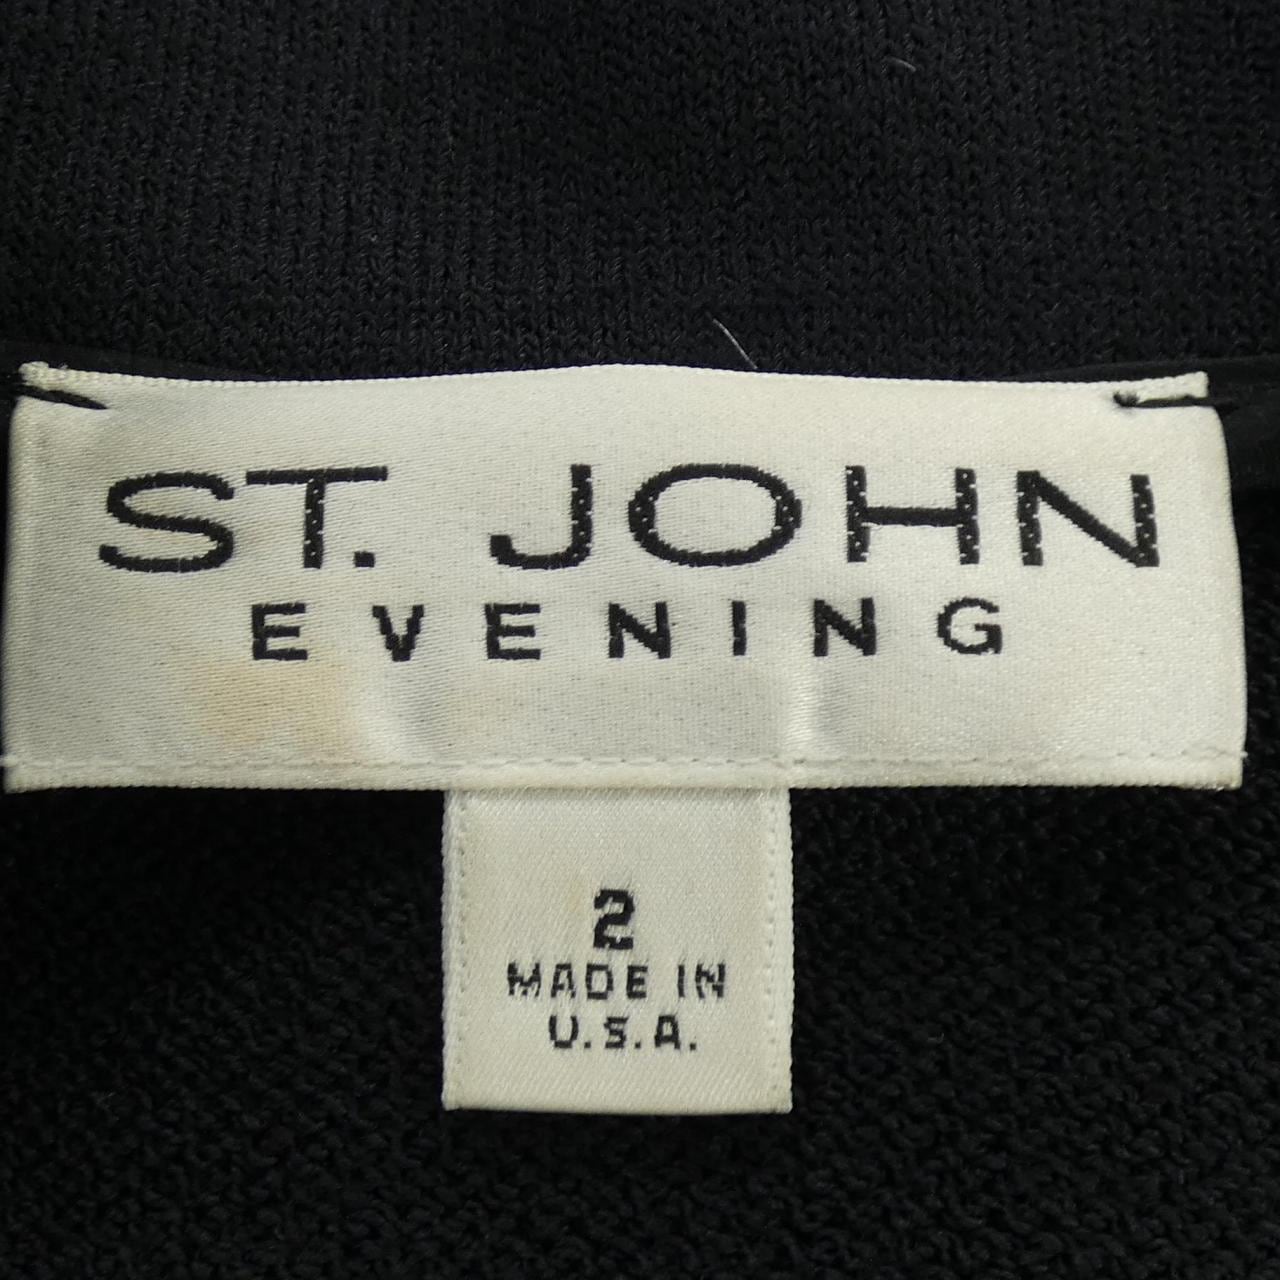 ST. JOHN
EVENING
2
MADE IN
U.S.A.